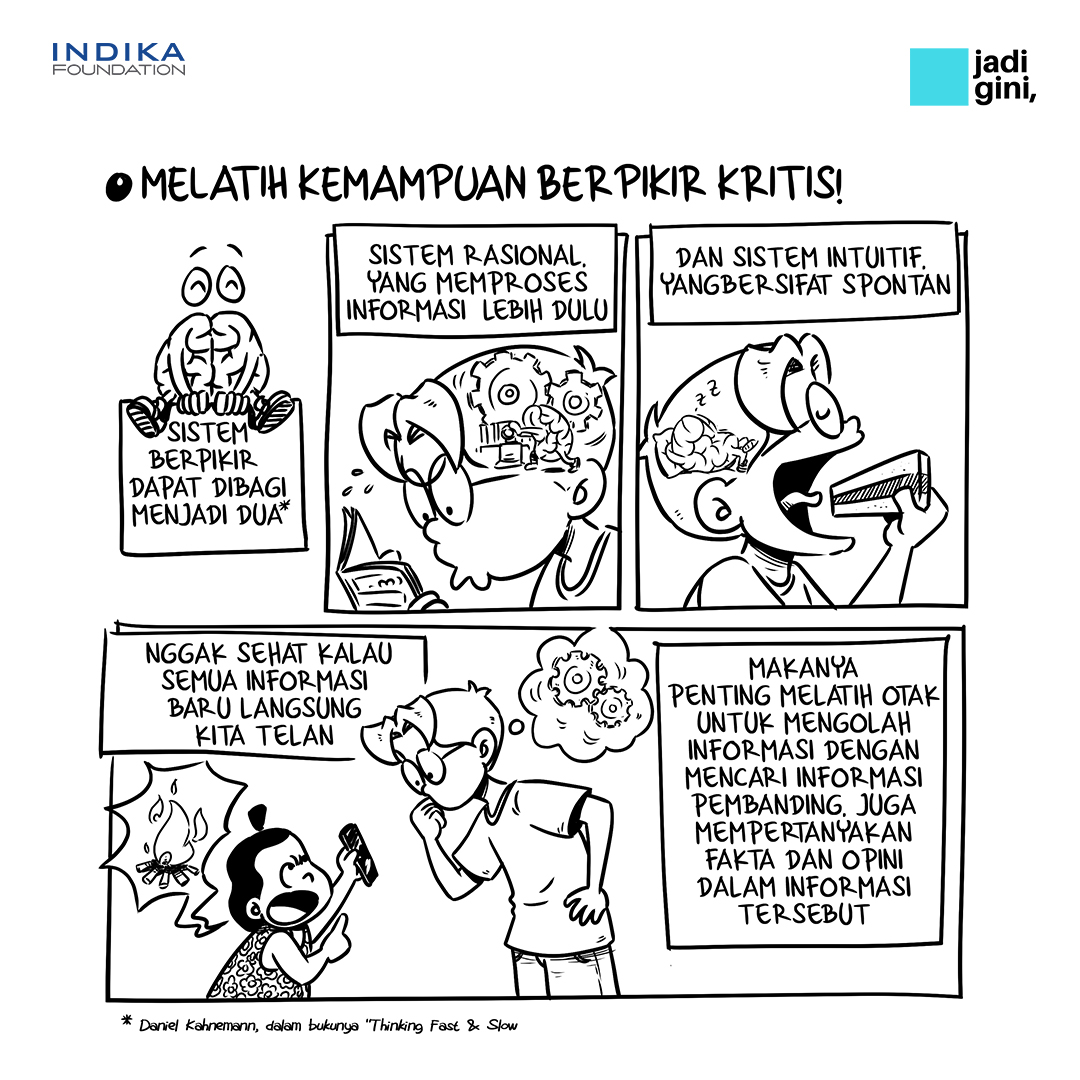 INDIKA
FOUNDATION
jadi
gini,
MELATIH KEMAMPUAN BERPIKIR KRITIS!
SISTEM
BERPIKIR
DAPAT DIBAGI
MENJADI DUA*
SISTEM RASIONAL,
YANG MEMPROSES
INFORMASI LEBIH DULU
DAN SISTEM INTUITIF,
YANGBERSIFAT SPONTAN
z z
NGGAK SEHAT KALAU
SEMUA INFORMASI
BARU LANGSUNG
KITA TELAN
MAKANYA
PENTING MELATIH OTAK
UNTUK MENGOLAH
INFORMASI DENGAN
MENCARI INFORMASI
PEMBANDING, JUGA
MEMPERTANYAKAN
FAKTA DAN OPINI
DALAM INFORMASI
TERSEBUT
* Daniel Kahnemann, dalam bukunya "Thinking Fast & Slow